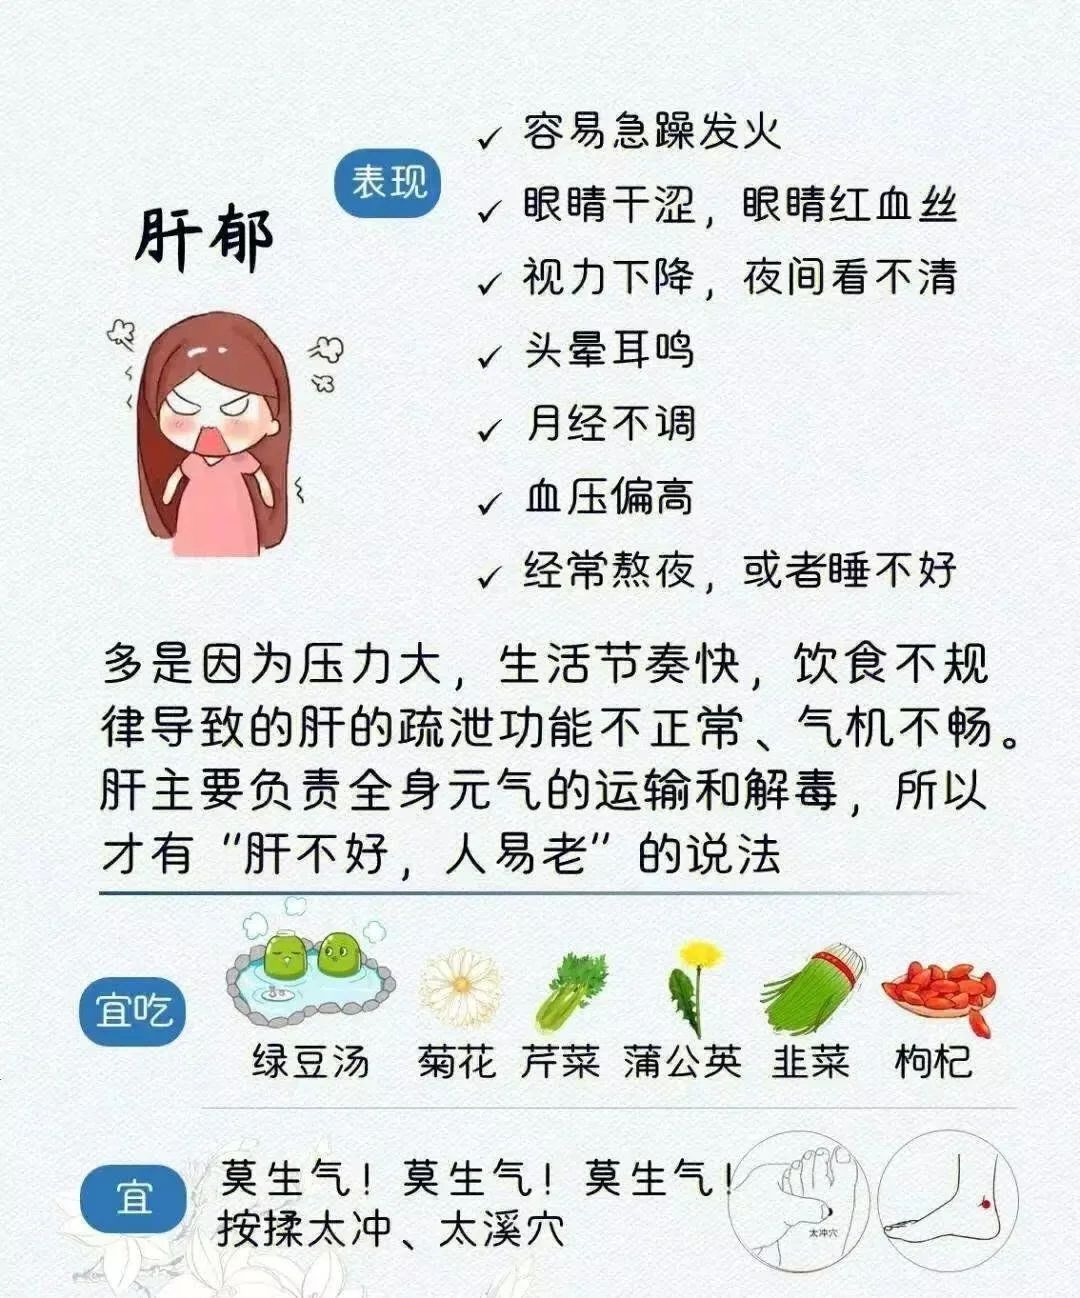 肝郁
表现
容易急躁发火
眼睛干涩，眼睛红血丝
视力下降，夜间看不清
头晕耳鸣
月经不调
血压偏高
经常熬夜，或者睡不好
多是因为压力大，生活节奏快，饮食不规
律导致的肝的疏泄功能不正常、气机不畅。
肝主要负责全身元气的运输和解毒，所以
才有“肝不好，人易老”的说法
宜吃
绿豆汤 菊花 芹菜 蒲公英 韭菜 枸杞
宜
莫生气！莫生气！莫生气！
按揉太冲、太溪穴
太冲穴